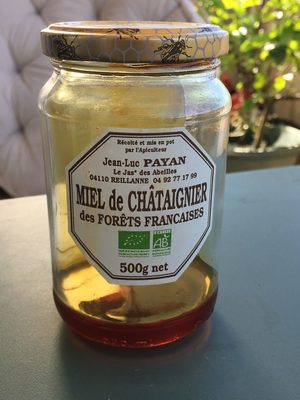 Récolté et mis en pot
par l'Apiculteur
Jean-Luc PAYAN
Le Jas* des Abeilles
04110 REILLANNE 04 92 77 17 99
MIEL de CHÂTAIGNIER
des FORÊTS FRANCAISES
AB
500g net